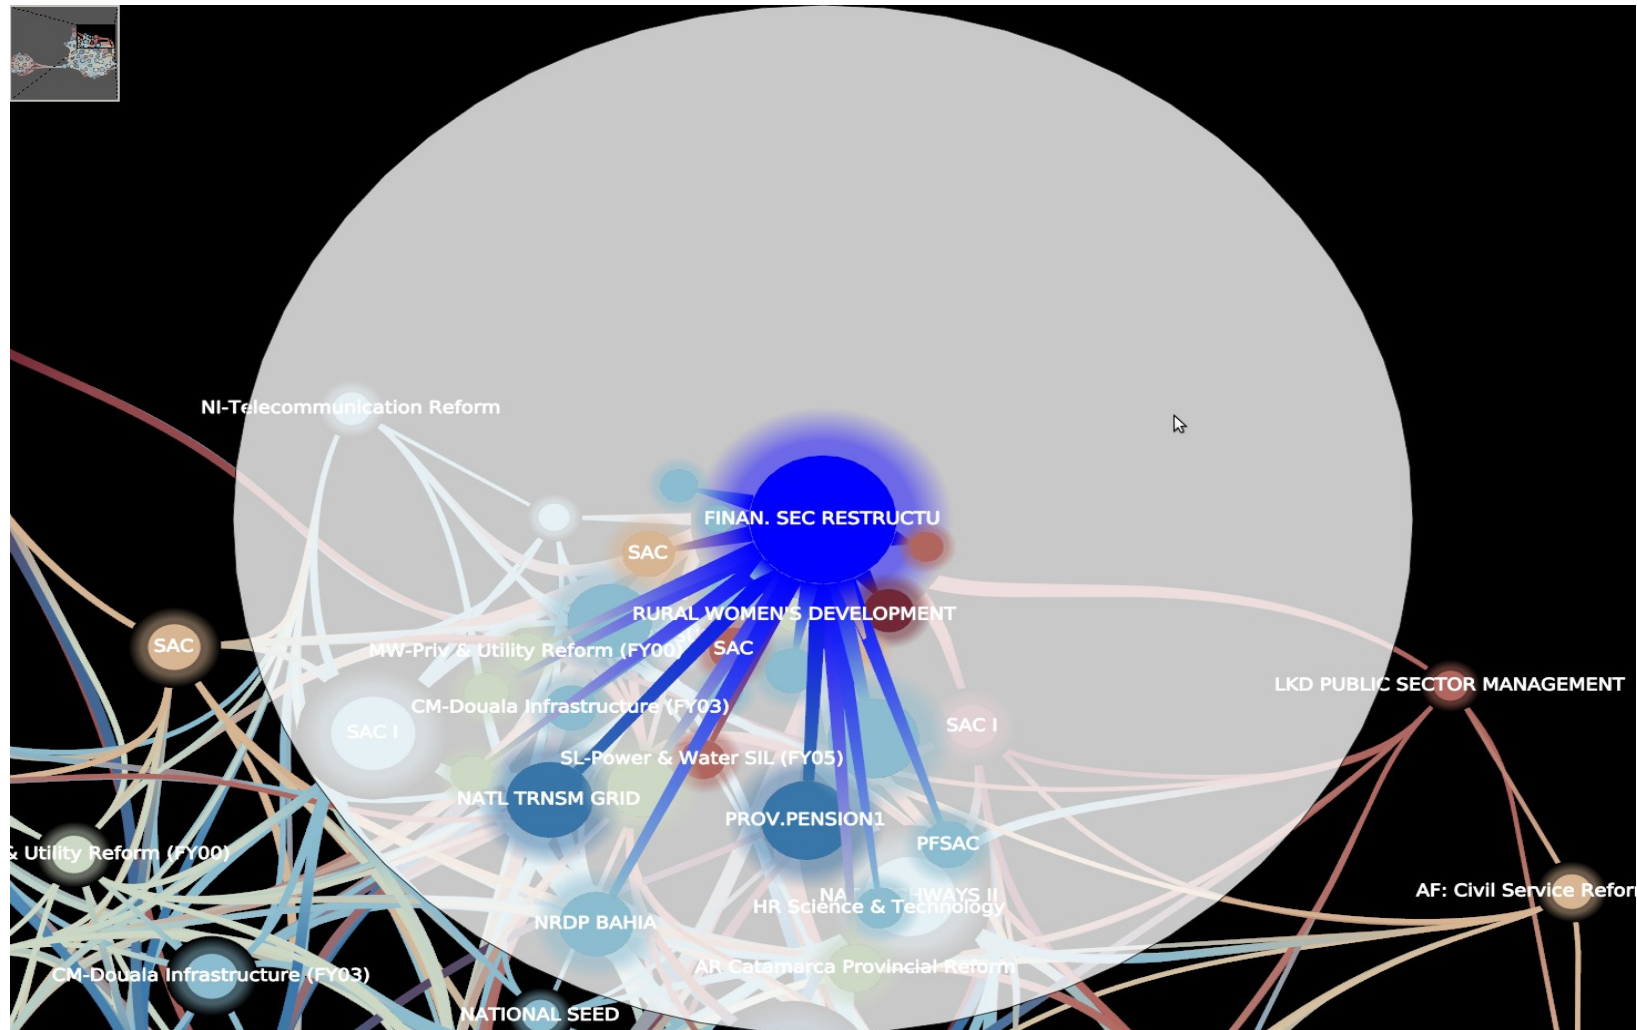 NI-Telecommunication Reform
FINAN. SEC RESTRUCTU
SAC
RURAL WOMEN'S DEVELOPMENT
SAC
MW-Priv & Utility Reform (FY00)
SAC
LKD PUBLIC SECTOR MANAGEMENT
CM-Douala Infrastructure (FY03)
SAC I
SAC I
SL-Power & Water SIL (FY05)
NATL TRNSM GRID
PROV.PENSION1
PFSAC
& Utility Reform (FY00)
AF: Civil Service Refor
HWAYS II
HR Science & Technology
NRDP BAHIA
AR Catamarca Provincial Reform
CM-Douala Infrastructure (FY03)
NATIONAL SEED